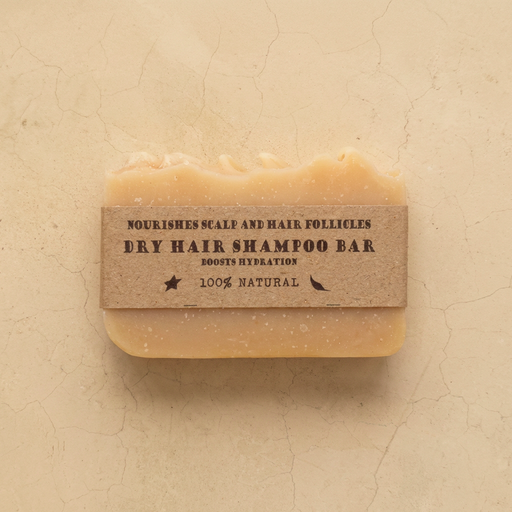 NOURISHES SCALP AND HAIR FOLLICLES
DRY HAIR SHAMPOO BAR
BOOSTS HYDRATION
100% NATURAL